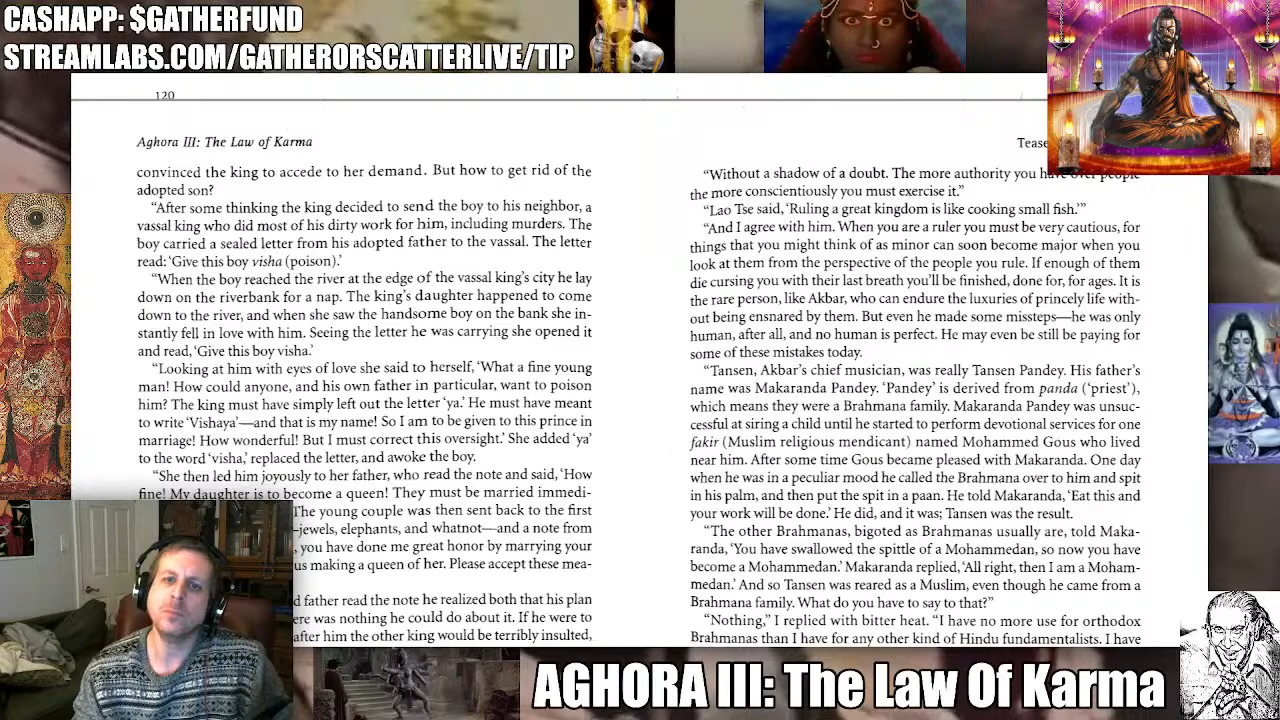 CASHAPP: $GATHERFUND
STREAMLABS.COM/GATHERORSCATTERLIVE/TIP
120
Aghora III: The Law of Karma
convinced the king to accede to her demand. But how to get rid of the
adopted son?
“After some thinking the king decided to send the boy to his neighbor, a
vassal king who did most of his dirty work for him, including murders. The
boy carried a sealed letter from his adopted father to the vassal. The letter
read: ‘Give this boy visha (poison).’
“When the boy reached the river at the edge of the vassal king’s city he lay
down on the riverbank for a nap. The king’s daughter happened to come
down to the river, and when she saw the handsome boy on the bank she in-
stantly fell in love with him. Seeing the letter he was carrying she opened it
and read, ‘Give this boy visha.’
“Looking at him with eyes of love she said to herself, ‘What a fine young
man! How could anyone, and his own father in particular, want to poison
him? The king must have simply left out the letter ‘ya.’ He must have meant
to write ‘Vishaya’—and that is my name! So I am to be given to this prince in
marriage! How wonderful! But I must correct this oversight.’ She added ‘ya’
to the word ‘visha,’ replaced the letter, and awoke the boy.
“She then led him joyously to her father, who read the note and said, ‘How
fine! My daughter is to become a queen! They must be married immedi-
The young couple was then sent back to the first
—jewels, elephants, and whatnot—and a note from
, you have done me great honor by marrying your
us making a queen of her. Please accept these mea-
d father read the note he realized both that his plan
ere was nothing he could do about it. If he were to
after him the other king would be terribly insulted,
Tease
“Without a shadow of a doubt. The more authority you have over people
the more conscientiously you must exercise it.”
“Lao Tse said, ‘Ruling a great kingdom is like cooking small fish.’”
“And I agree with him. When you are a ruler you must be very cautious, for
things that you might think of as minor can soon become major when you
look at them from the perspective of the people you rule. If enough of them
die cursing you with their last breath you’ll be finished, done for, for ages. It is
the rare person, like Akbar, who can endure the luxuries of princely life with-
out being ensnared by them. But even he made some missteps—he was only
human, after all, and no human is perfect. He may even be still be paying for
some of these mistakes today.
“Tansen, Akbar’s chief musician, was really Tansen Pandey. His father’s
name was Makaranda Pandey. ‘Pandey’ is derived from panda (‘priest’),
which means they were a Brahmana family. Makaranda Pandey was unsuc-
cessful at siring a child until he started to perform devotional services for one
fakir (Muslim religious mendicant) named Mohammed Gous who lived
near him. After some time Gous became pleased with Makaranda. One day
when he was in a peculiar mood he called the Brahmana over to him and spit
in his palm, and then put the spit in a paan. He told Makaranda, ‘Eat this and
your work will be done.’ He did, and it was; Tansen was the result.
“The other Brahmanas, bigoted as Brahmanas usually are, told Maka-
randa, ‘You have swallowed the spittle of a Mohammedan, so now you have
become a Mohammedan.’ Makaranda replied, ‘All right, then I am a Moham-
medan.’ And so Tansen was reared as a Muslim, even though he came from a
Brahmana family. What do you have to say to that?”
“Nothing,” I replied with bitter heat. “I have no more use for orthodox
Brahmanas than I have for any other kind of Hindu fundamentalists. I have
AGHORA III: The Law Of Karma